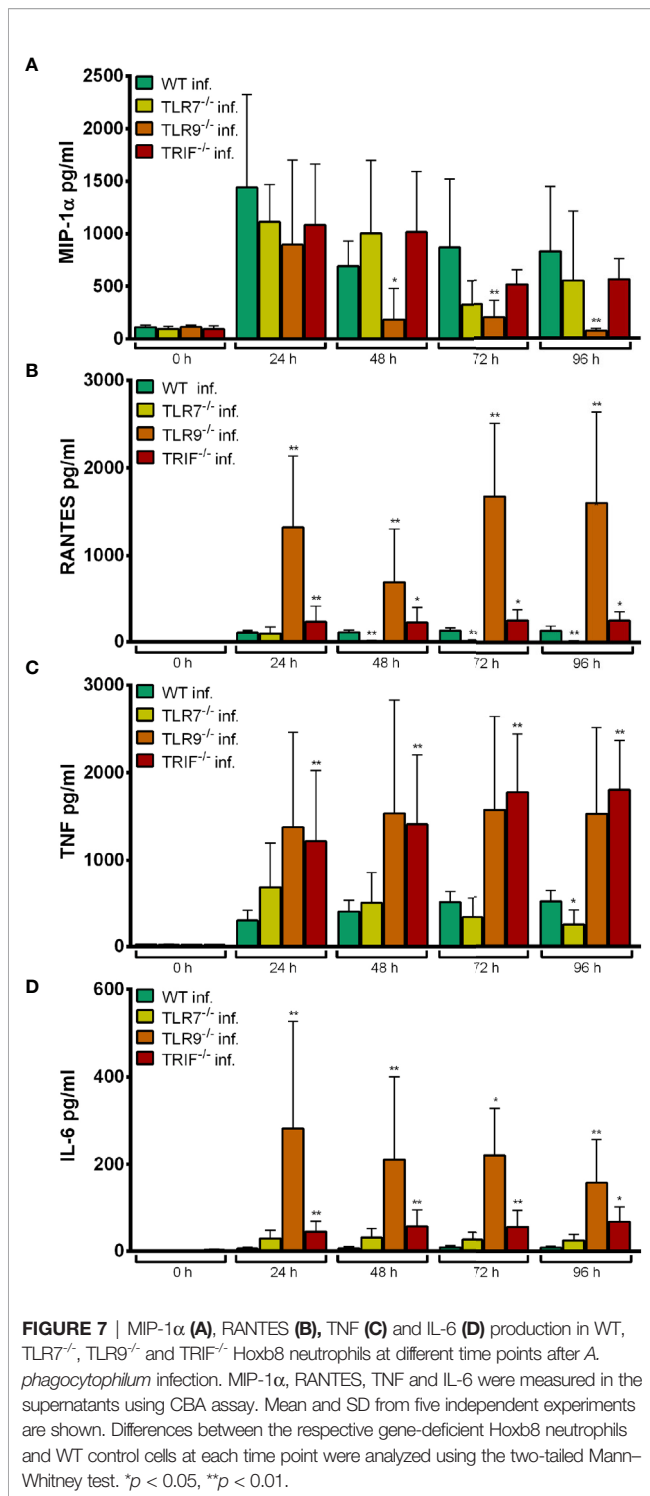 A
2500
2000
1500
1000
500
0
MIP-1α pg/ml
WT inf.
TLR7-/- inf.
TLR9-/- inf.
TRIF-/- inf.
*
**
**
0 h 24 h 48 h 72 h 96 h
B
3000
2000
1000
0
RANTES pg/ml
WT inf.
TLR7-/- inf.
TLR9-/- inf.
TRIF-/- inf.
**
**
**
**
*
**
**
*
**
**
*
0 h 24 h 48 h 72 h 96 h
C
3000
2000
1000
0
TNF pg/ml
WT inf.
TLR7-/- inf.
TLR9-/- inf.
TRIF-/- inf.
**
**
**
*
**
0 h 24 h 48 h 72 h 96 h
D
600
400
200
0
IL-6 pg/ml
WT inf.
TLR7-/- inf.
TLR9-/- inf.
TRIF-/- inf.
**
**
**
**
*
**
**
*
0 h 24 h 48 h 72 h 96 h
FIGURE 7 | MIP-1α (A), RANTES (B), TNF (C) and IL-6 (D) production in WT,
TLR7-/-, TLR9-/- and TRIF-/- Hoxb8 neutrophils at different time points after A.
phagocytophilum infection. MIP-1α, RANTES, TNF and IL-6 were measured in the
supernatants using CBA assay. Mean and SD from five independent experiments
are shown. Differences between the respective gene-deficient Hoxb8 neutrophils
and WT control cells at each time point were analyzed using the two-tailed Mann–
Whitney test. *p < 0.05, **p < 0.01.